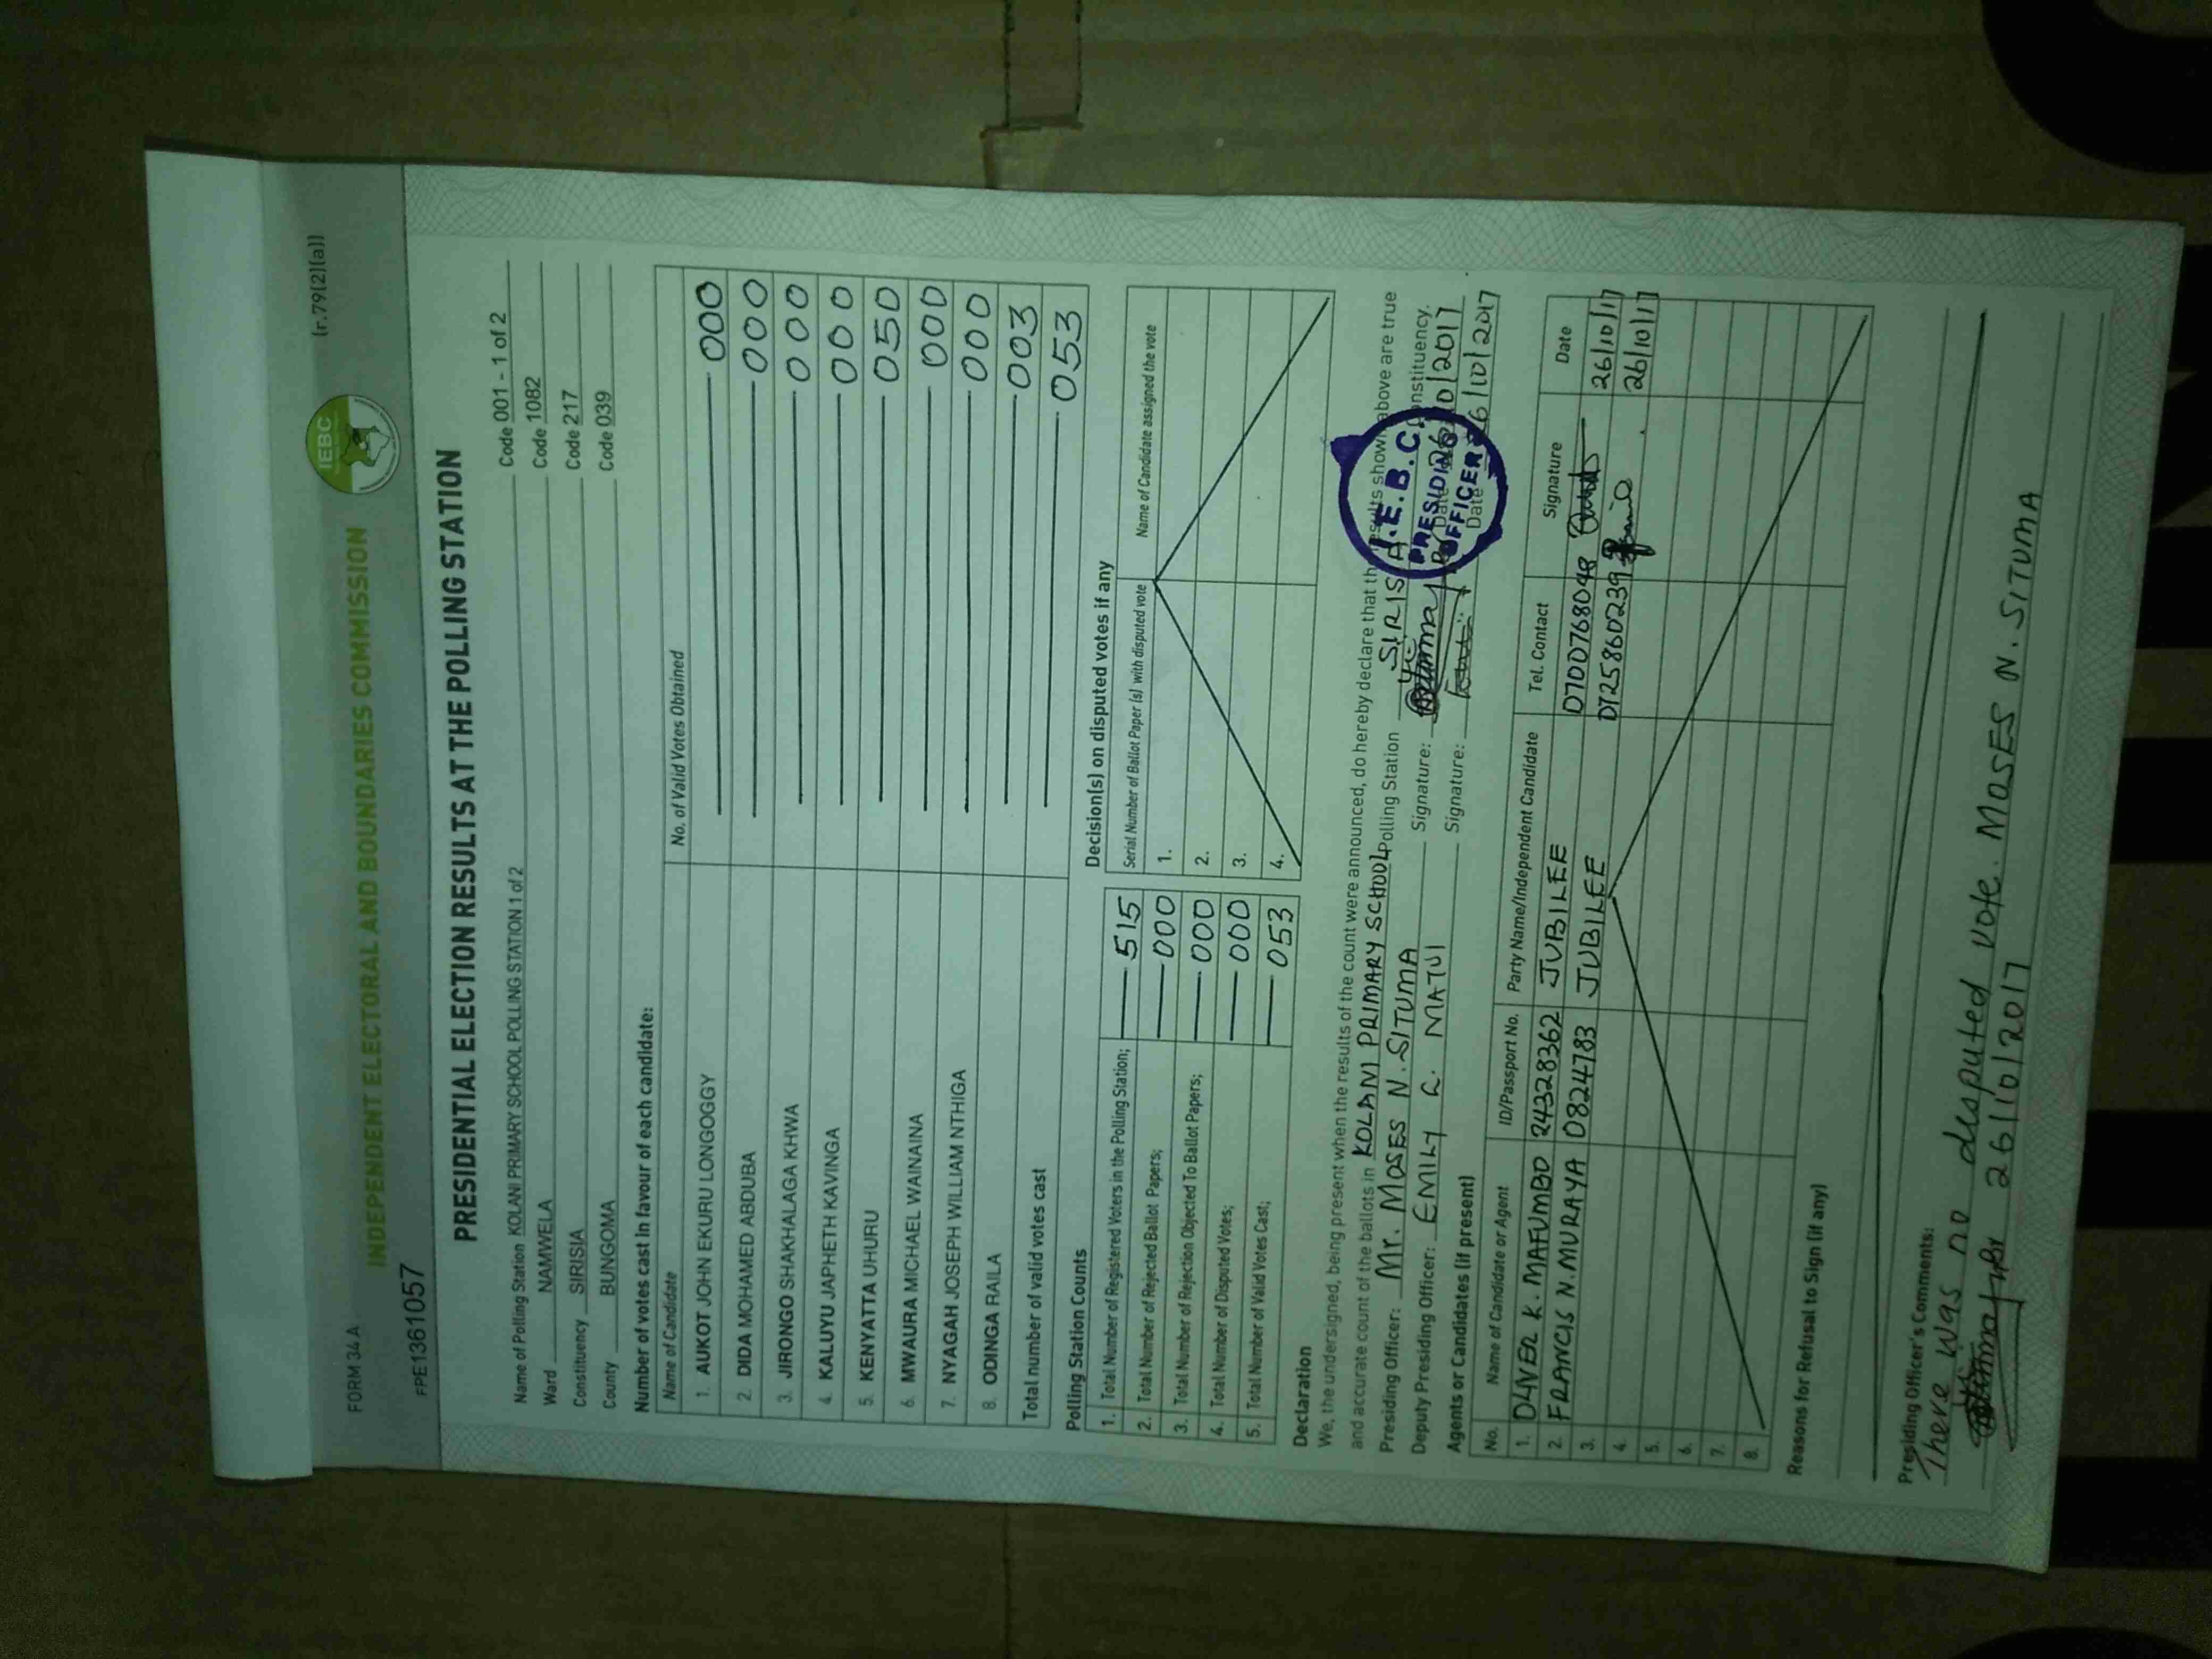 FORM 34 A
(r.79(2)(a))
IEBC
INDEPENDENT ELECTORAL AND BOUNDARIES COMMISSION
FPE1361057
PRESIDENTIAL ELECTION RESULTS AT THE POLLING STATION
Name of Polling Station KOLANI PRIMARY SCHOOL POLLING STATION 1 of 2 Code 001 - 1 of 2
Ward NAMWELA Code 1082
Constituency SIRISIA Code 217
County BUNGOMA Code 039
Number of votes cast in favour of each candidate:
Name of Candidate No. of Valid Votes Obtained
1. AUKOT JOHN EKURU LONGOGGY 000
2. DIDA MOHAMED ABDUBA 000
3. JIRONGO SHAKHALAGA KHWA 000
4. KALUYU JAPHETH KAVINGA 000
5. KENYATTA UHURU 050
6. MWAURA MICHAEL WAINAINA 000
7. NYAGAH JOSEPH WILLIAM NTHIGA 000
8. ODINGA RAILA 003
Total number of valid votes cast 053
Polling Station Counts
1. Total Number of Registered Voters in the Polling Station; 515
2. Total Number of Rejected Ballot Papers; 000
3. Total Number of Rejection Objected To Ballot Papers; 000
4. Total Number of Disputed Votes; 000
5. Total Number of Valid Votes Cast; 053
Decision(s) on disputed votes if any
Serial Number of Ballot Paper (s) with disputed vote Name of Candidate assigned the vote
1.
2.
3.
4.
Declaration
We, the undersigned, being present when the results of the count were announced, do hereby declare that the results shown above are true
and accurate count of the ballots in KOLANI PRIMARY SCHOOL Polling Station SIRISIA Constituency.
Presiding Officer: Mr. MOSES N. SITUMA Signature: Date 26/10/2017
Deputy Presiding Officer: EMILY R. MATUI Signature: Date 26/10/2017
I.E.B.C.
PRESIDING
OFFICER
Agents or Candidates (if present)
No. Name of Candidate or Agent ID/Passport No. Party Name/Independent Candidate Tel. Contact Signature Date
1. OLIVER K. MAFUMBO 24328362 JUBILEE 0700768048 26/10/17
2. FRANCIS N. MURAYA 08247783 JUBILEE 0725860239 26/10/17
3.
4.
5.
6.
7.
8.
Reasons for Refusal to Sign (if any)
Presiding Officer's Comments:
There was no disputed vote. MOSES N. SITUMA
26/10/2017